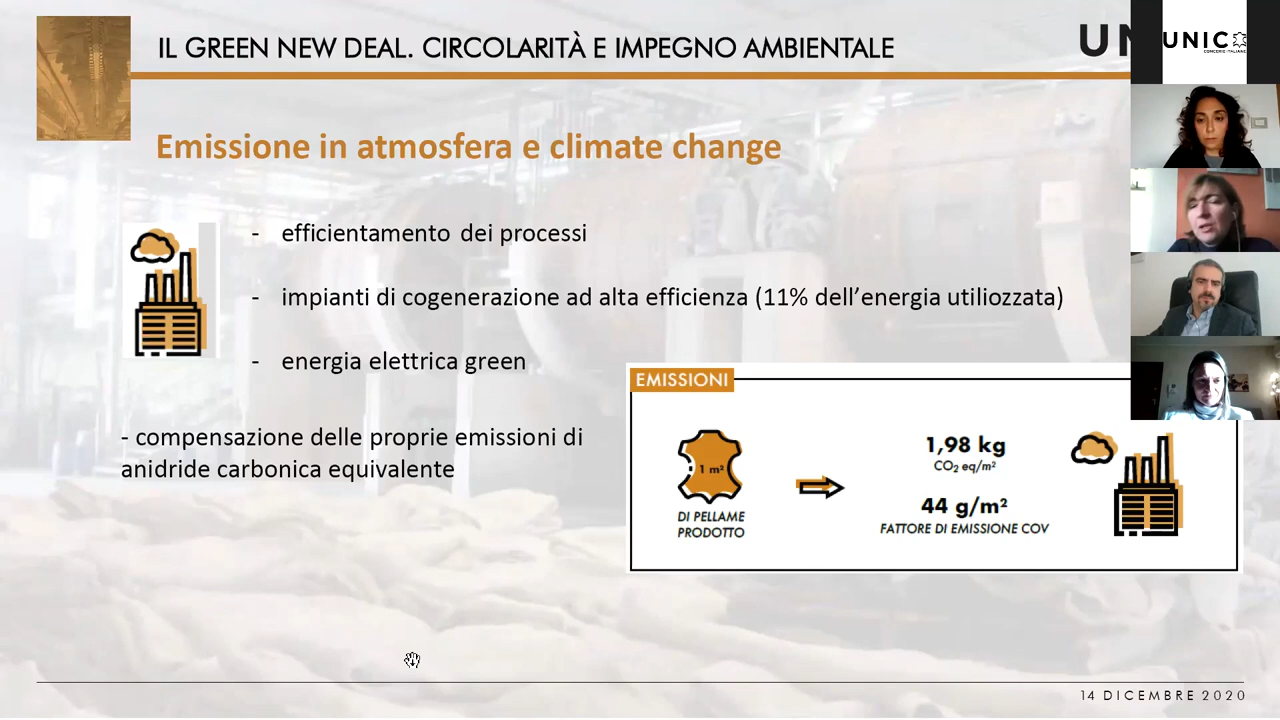 IL GREEN NEW DEAL. CIRCOLARITÀ E IMPEGNO AMBIENTALE
UN
UNIC
CONCERIE ITALIANE
Emissione in atmosfera e climate change
- efficientamento dei processi
- impianti di cogenerazione ad alta efficienza (11% dell'energia utiliozzata)
- energia elettrica green
- compensazione delle proprie emissioni di
anidride carbonica equivalente
EMISSIONI
1 m²
DI PELLAME
PRODOTTO
1,98 kg
CO₂ eq/m²
44 g/m²
FATTORE DI EMISSIONE COV
14 DICEMBRE 2020